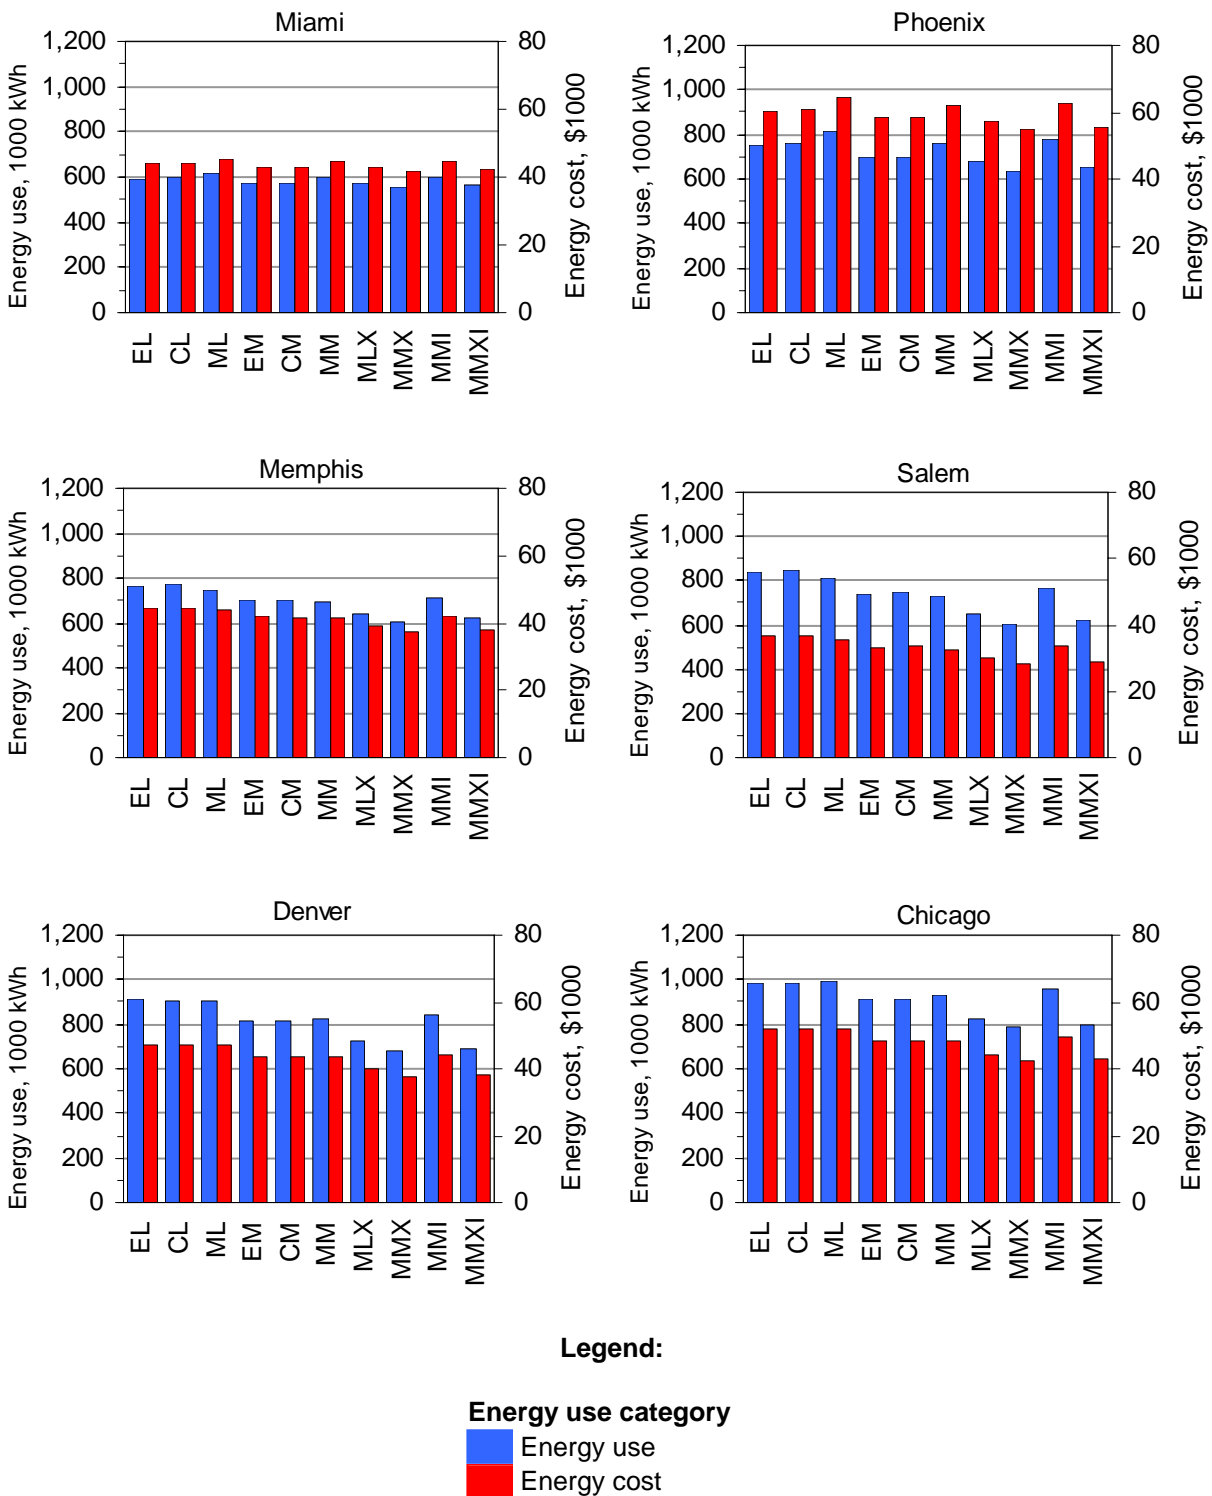 Miami
1,200
1,000
800
600
400
200
0
Energy use, 1000 kWh
80
60
40
20
0
Energy cost, $1000
EL CL ML EM CM MM MLX MMX MMI MMXI
Phoenix
1,200
1,000
800
600
400
200
0
Energy use, 1000 kWh
80
60
40
20
0
Energy cost, $1000
EL CL ML EM CM MM MLX MMX MMI MMXI
Memphis
1,200
1,000
800
600
400
200
0
Energy use, 1000 kWh
80
60
40
20
0
Energy cost, $1000
EL CL ML EM CM MM MLX MMX MMI MMXI
Salem
1,200
1,000
800
600
400
200
0
Energy use, 1000 kWh
80
60
40
20
0
Energy cost, $1000
EL CL ML EM CM MM MLX MMX MMI MMXI
Denver
1,200
1,000
800
600
400
200
0
Energy use, 1000 kWh
80
60
40
20
0
Energy cost, $1000
EL CL ML EM CM MM MLX MMX MMI MMXI
Chicago
1,200
1,000
800
600
400
200
0
Energy use, 1000 kWh
80
60
40
20
0
Energy cost, $1000
EL CL ML EM CM MM MLX MMX MMI MMXI
Legend:
Energy use category
Energy use
Energy cost